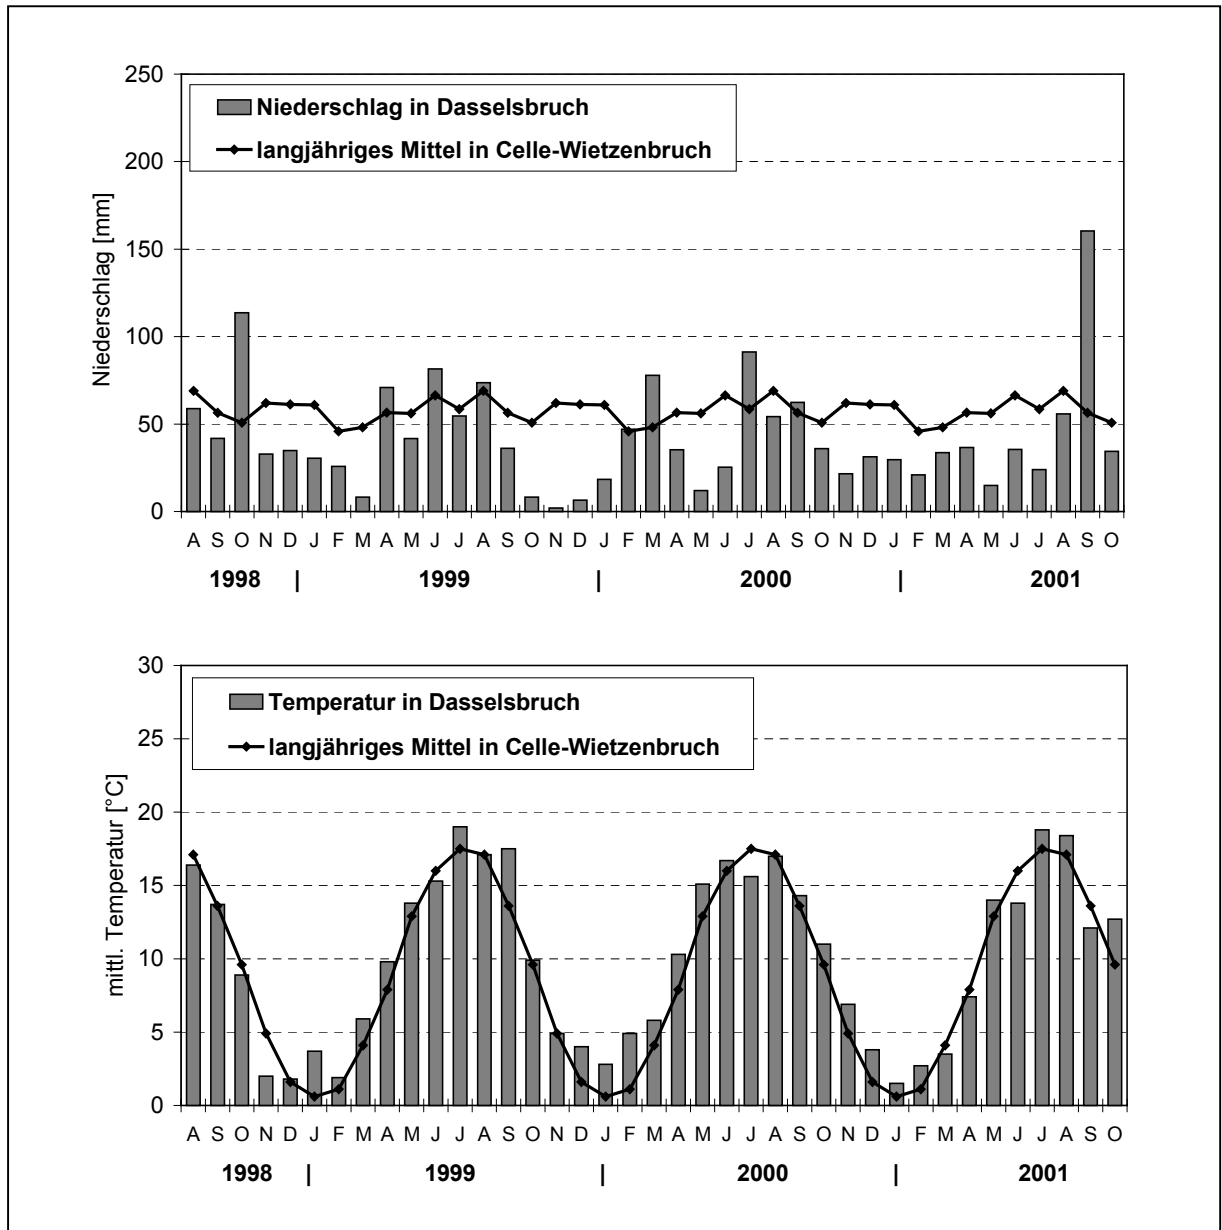 250
200
150
100
50
0
Niederschlag [mm]
Niederschlag in Dasselsbruch
langjähriges Mittel in Celle-Wietzenbruch
A S O N D J F M A M J J A S O N D J F M A M J J A S O N D J F M A M J J A S O
1998 | 1999 | 2000 | 2001
30
25
20
15
10
5
0
mittl. Temperatur [°C]
Temperatur in Dasselsbruch
langjähriges Mittel in Celle-Wietzenbruch
A S O N D J F M A M J J A S O N D J F M A M J J A S O N D J F M A M J J A S O
1998 | 1999 | 2000 | 2001